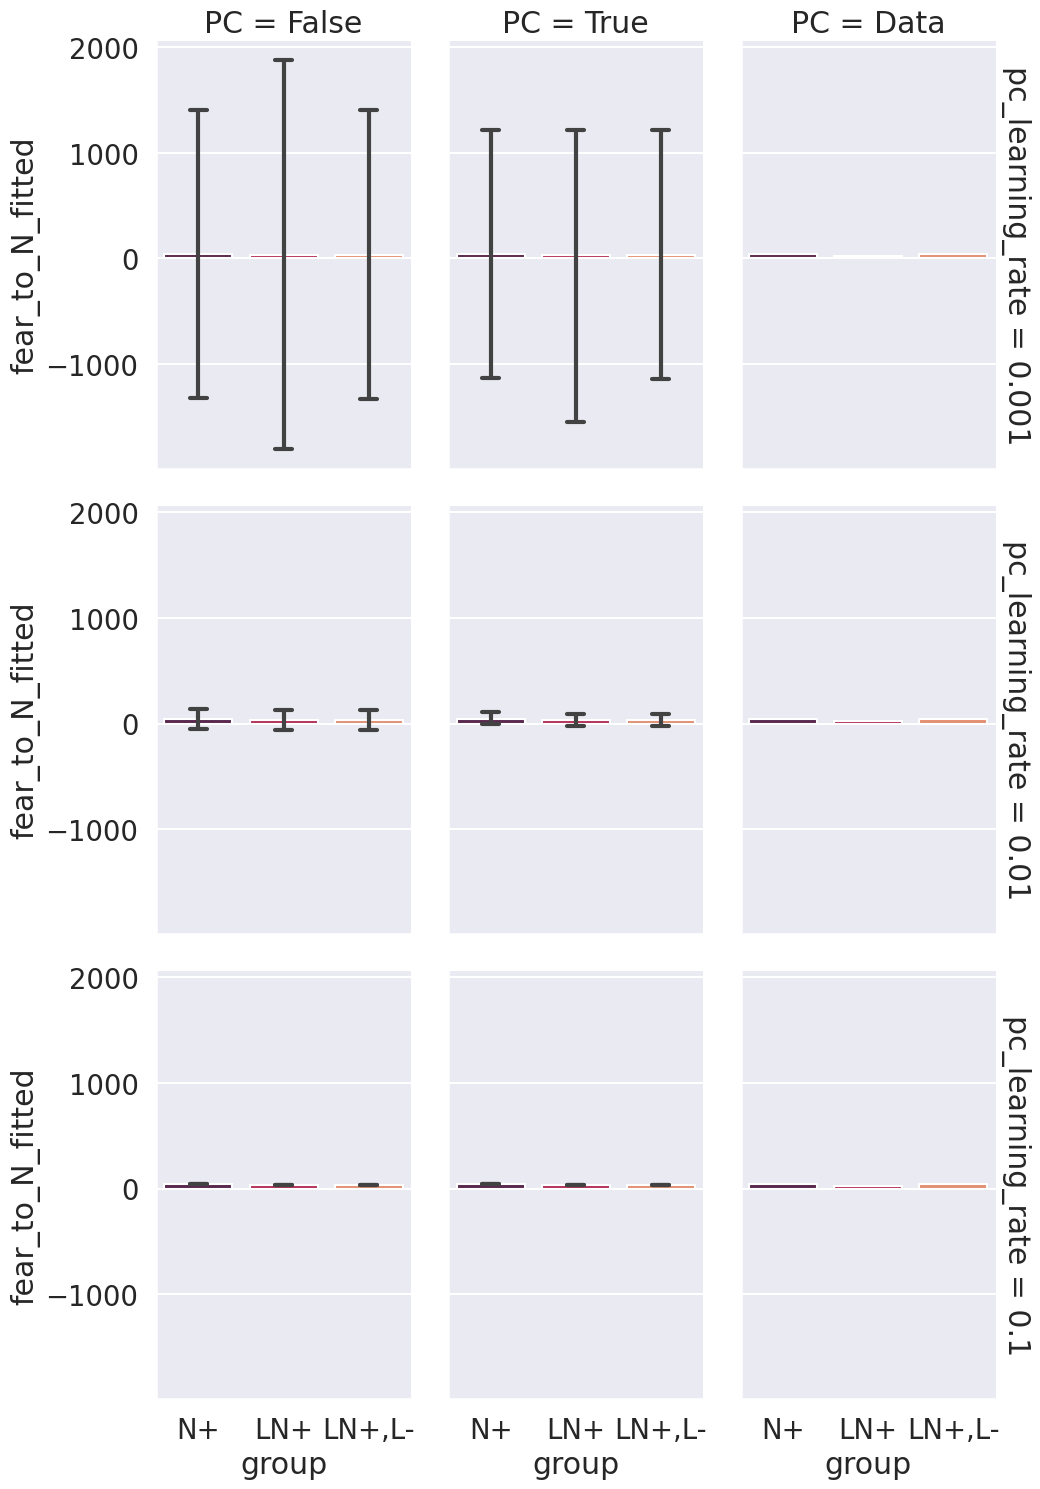 PC = False
PC = True
PC = Data
2000
1000
0
−1000
fear_to_N_fitted
pc_learning_rate = 0.001
2000
1000
0
−1000
fear_to_N_fitted
pc_learning_rate = 0.01
2000
1000
0
−1000
fear_to_N_fitted
pc_learning_rate = 0.1
N+ LN+ LN+,L-
N+ LN+ LN+,L-
N+ LN+ LN+,L-
group
group
group